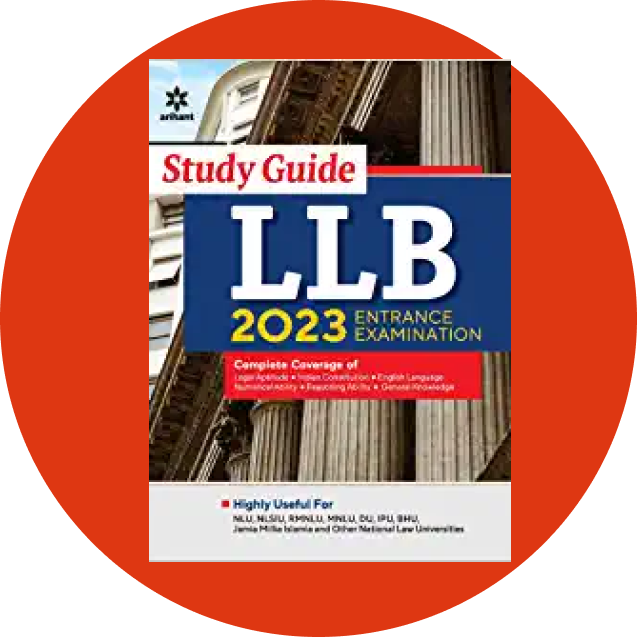 arihant
Study Guide
LLB
2023 ENTRANCE
EXAMINATION
Complete Coverage of
Legal Aptitude • Indian Constitution • English Language
Numerical Ability • Reasoning Ability • General Knowledge
Highly Useful For
NLU, NLSIU, RMNLU, MNLU, DU, IPU, BHU,
Jamia Millia Islamia and Other National Law Universities